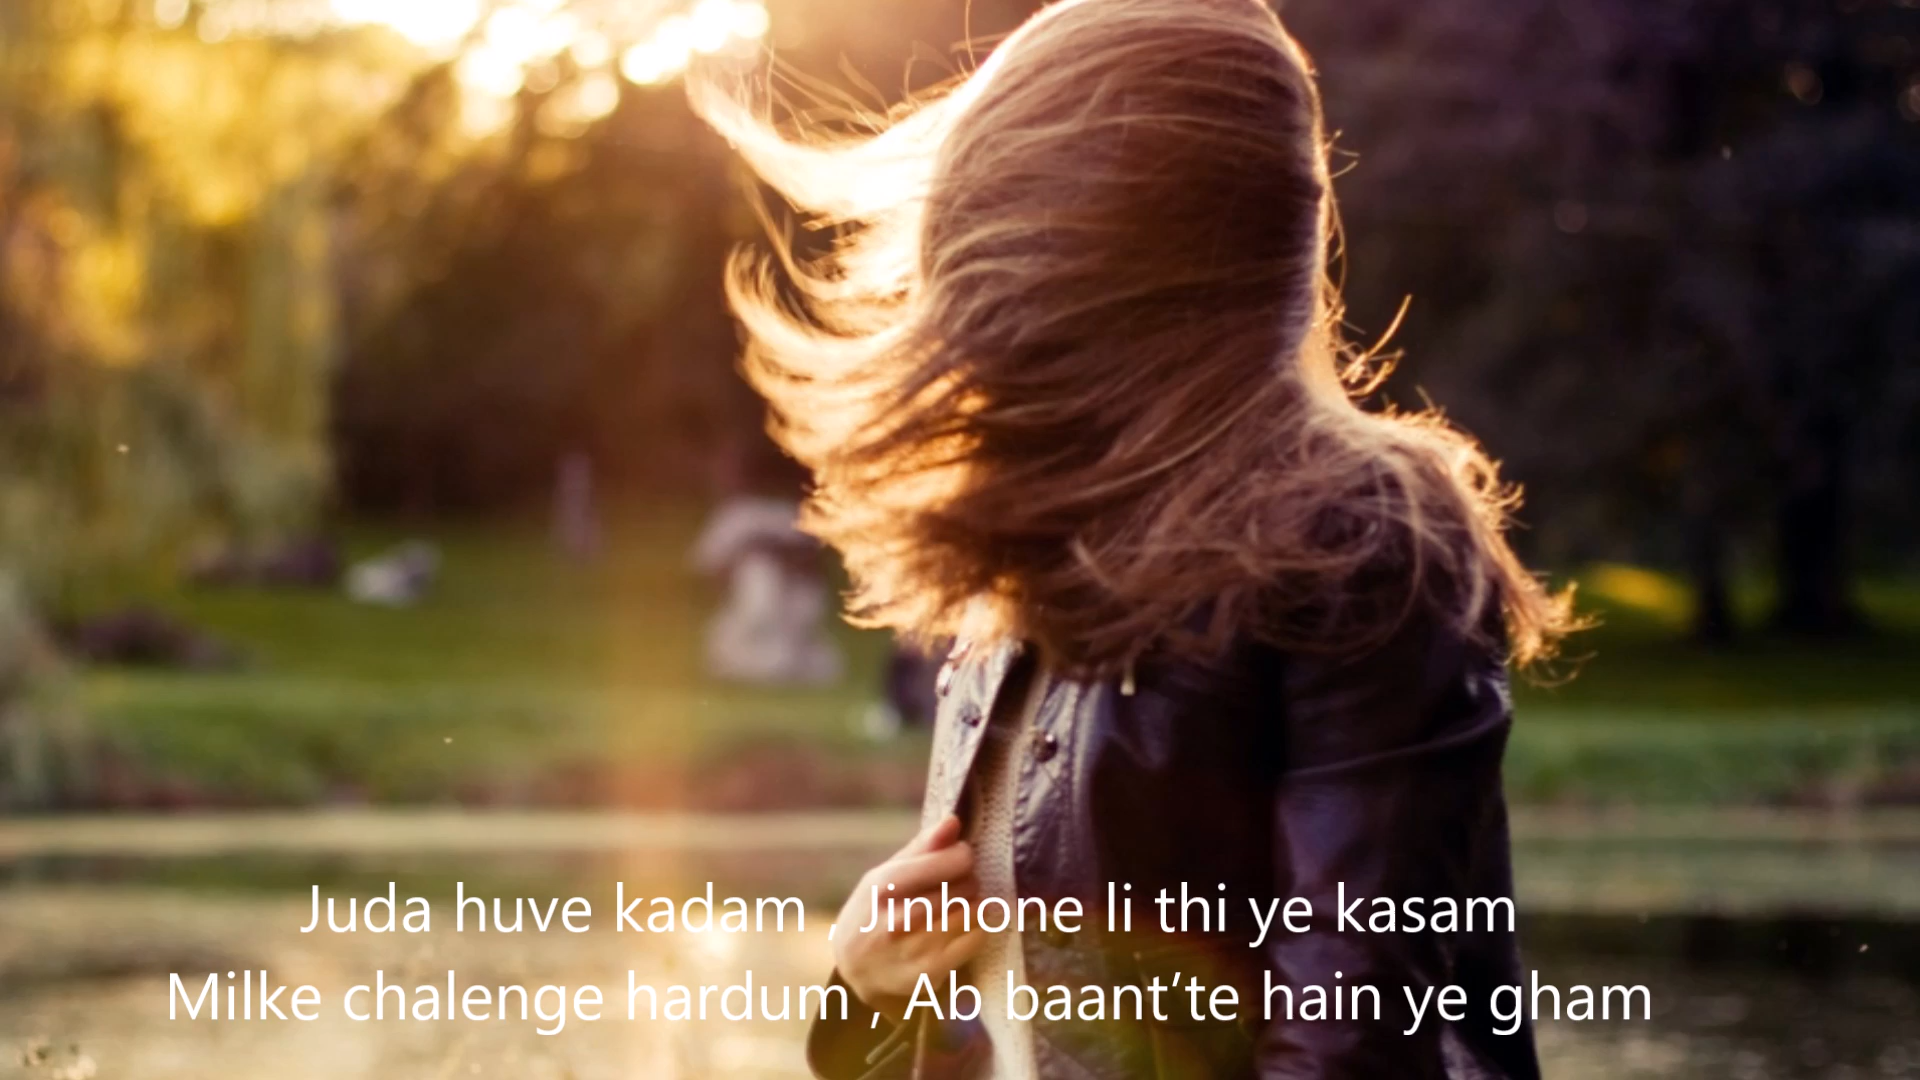 Juda huve kadam , Jinhone li thi ye kasam
Milke chalenge hardum , Ab baant’te hain ye gham